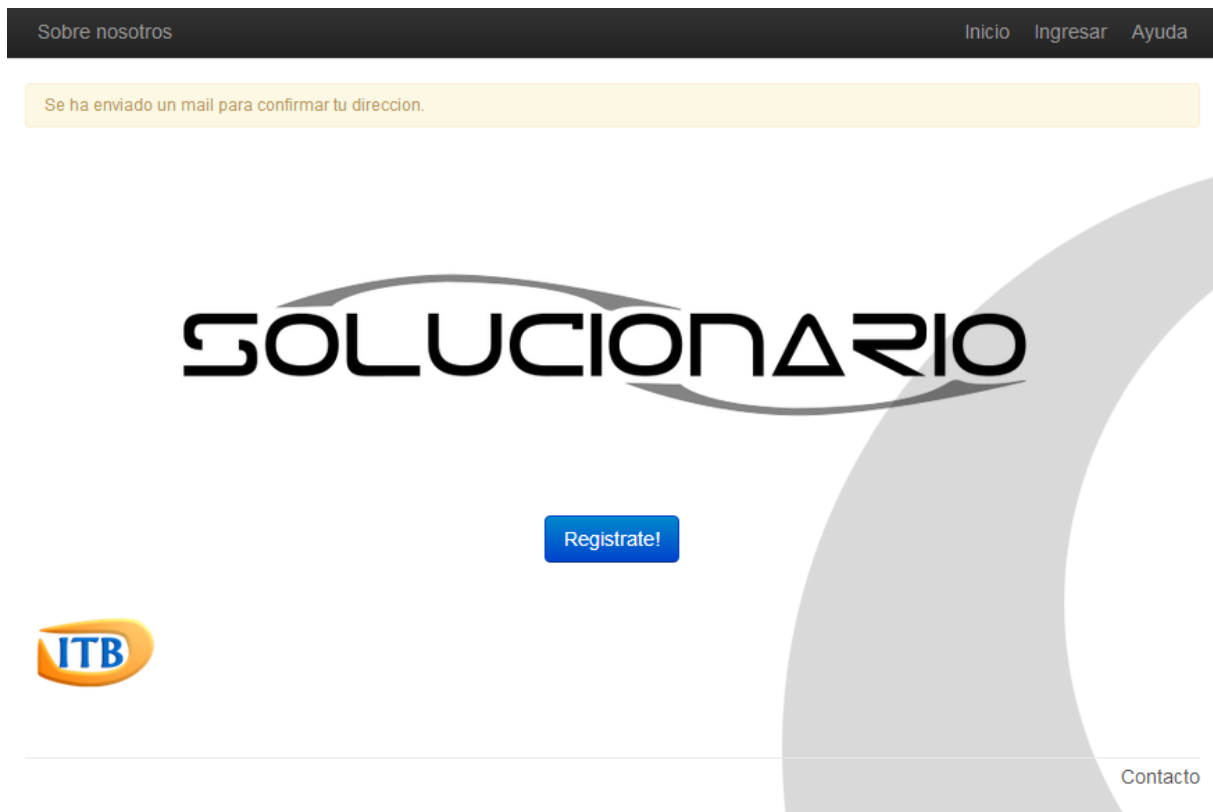 Sobre nosotros Inicio Ingresar Ayuda
Se ha enviado un mail para confirmar tu direccion.
SOLUCIONARIO
Registrate!
ITB
Contacto